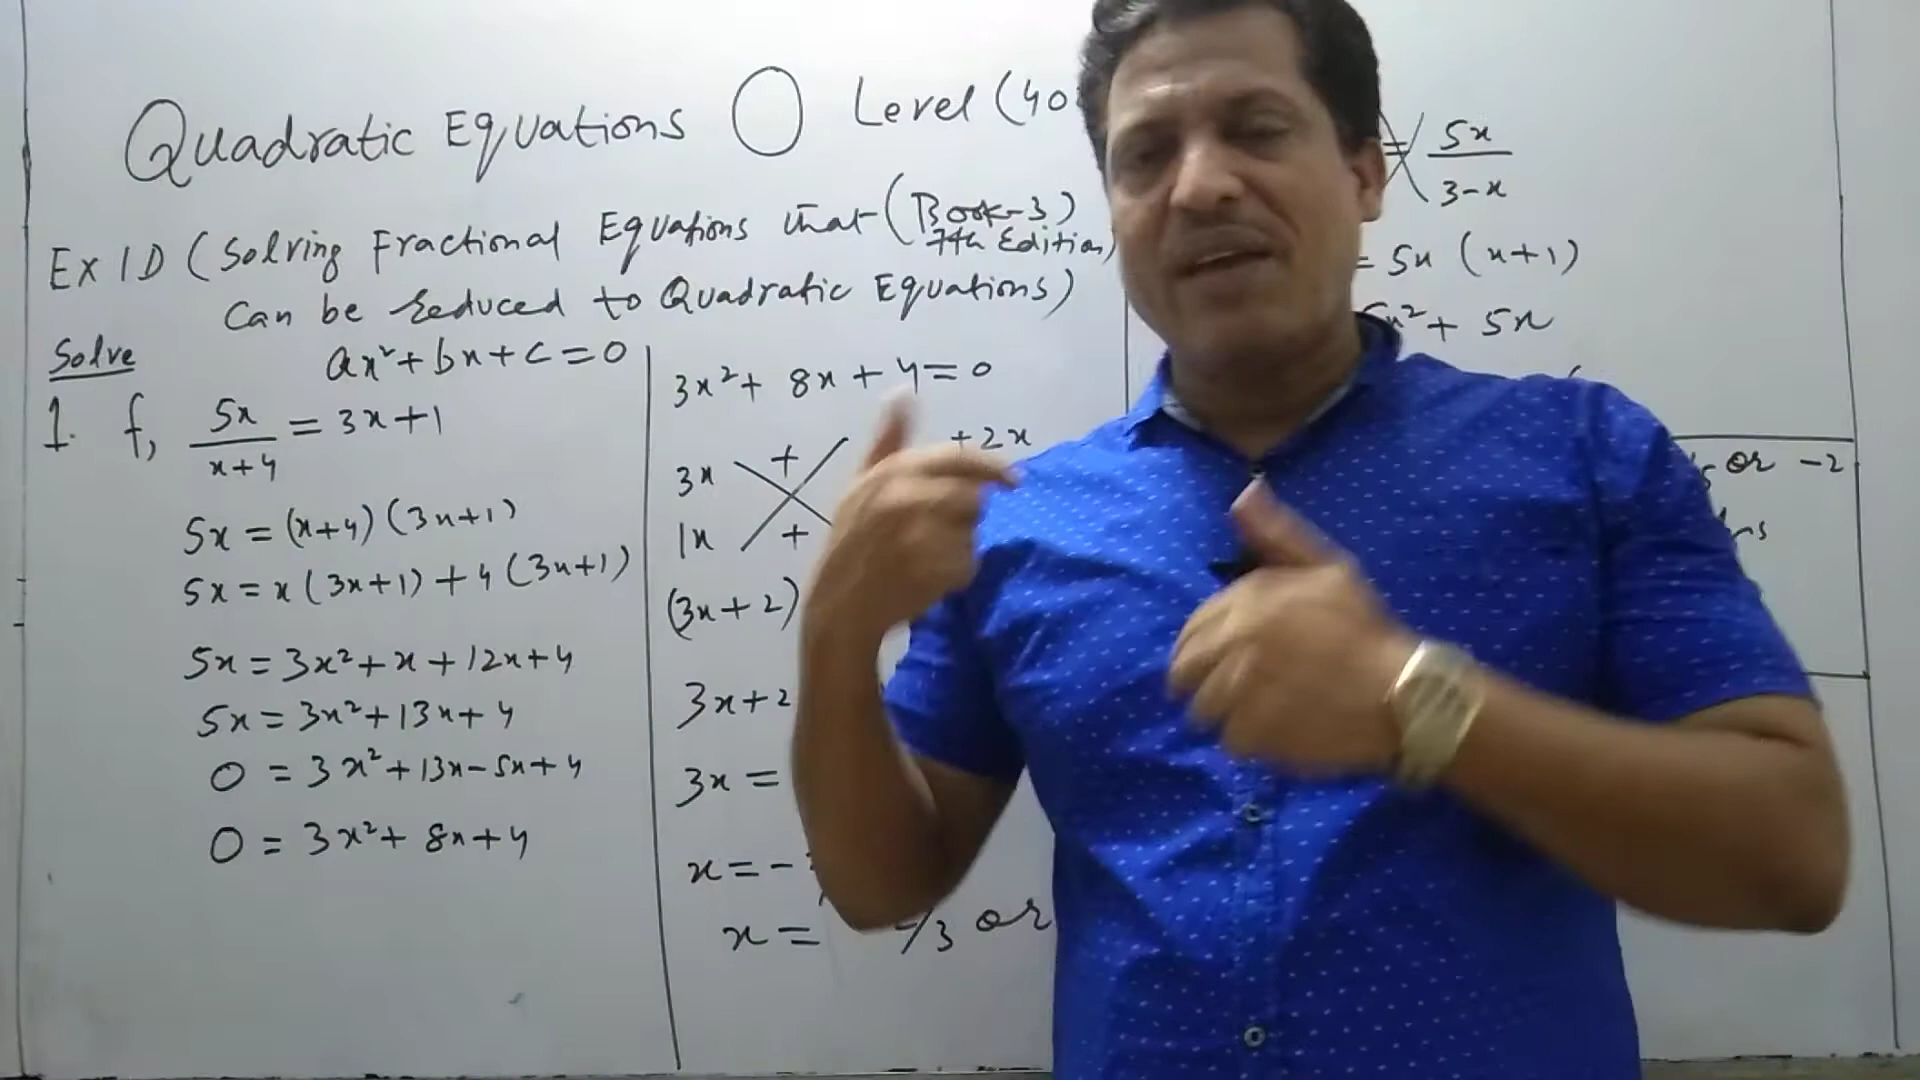 Quadratic Equations O Level (40
Ex 1D (Solving Fractional Equations that (Book-3)
7th Edition)
can be reduced to Quadratic Equations)
Solve
ax²+bx+c=0
1. f, 5x/x+4 = 3x+1
5x = (x+4)(3x+1)
5x = x(3x+1)+4(3x+1)
5x = 3x²+x+12x+4
5x = 3x²+13x+4
0 = 3x²+13x-5x+4
0 = 3x²+8x+4
3x²+8x+4=0
3x + +2x
1x +
(3x+2)
3x+2
3x =
x = -
x = /3 or
= 5x/3-x
= 5x (x+1)
5x²+5x
or -2